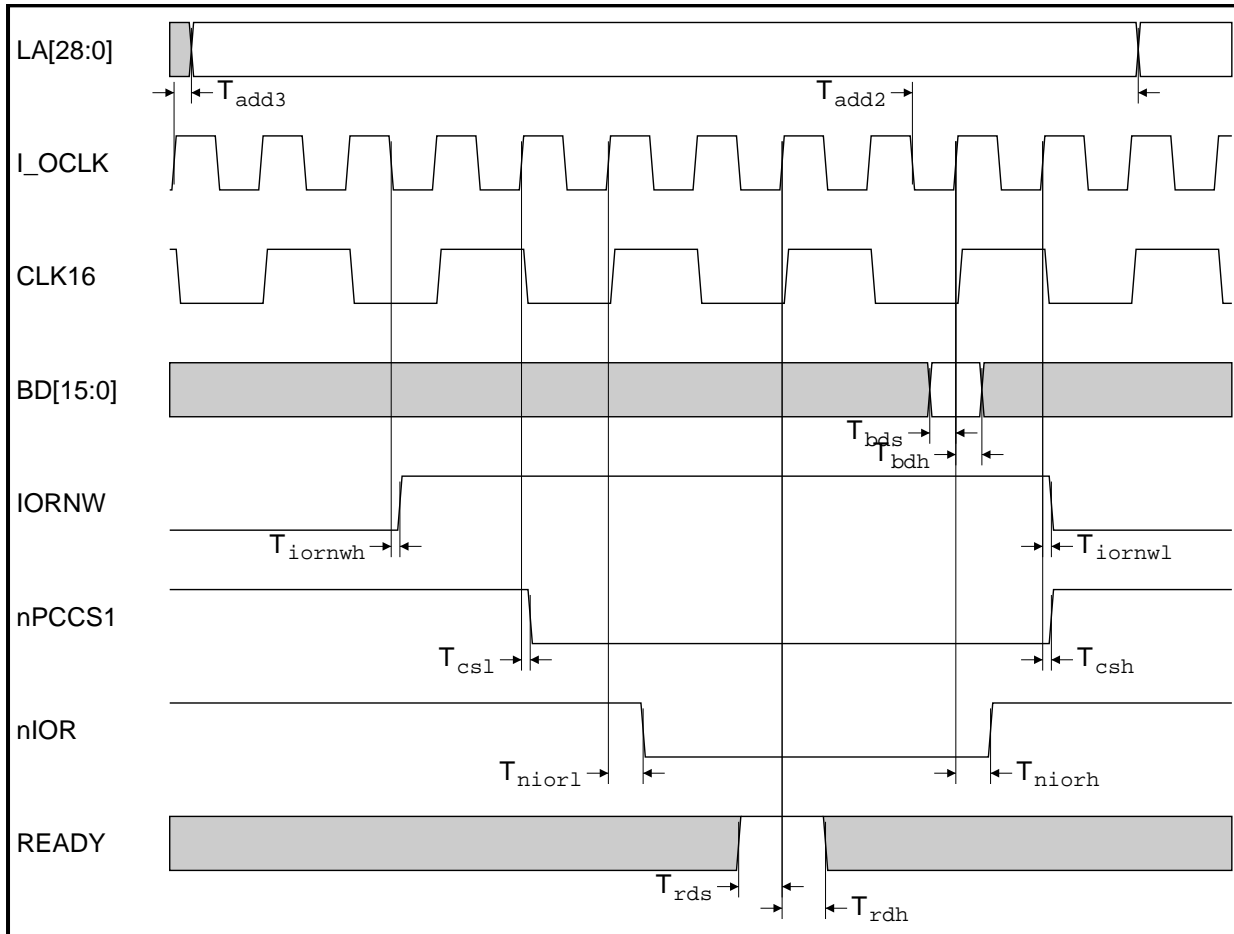 LA[28:0]
Tadd3
Tadd2
I_OCLK
CLK16
BD[15:0]
Tbds
Tbdh
IORNW
Tiornwh
Tiornwl
nPCCS1
Tcsl
Tcsh
nIOR
Tniorl
Tniorh
READY
Trds
Trdh